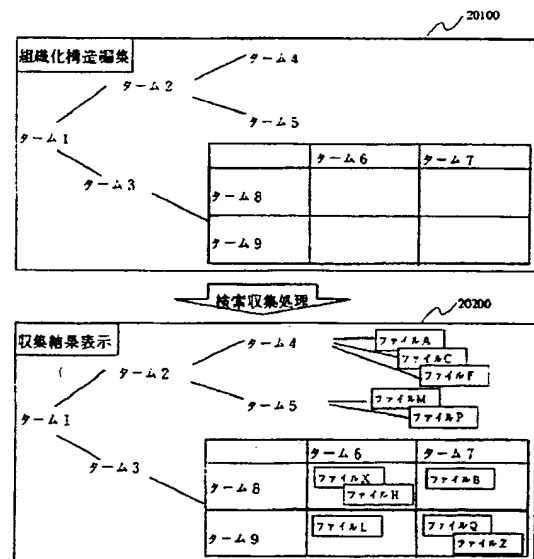 20100
組織化構造編集
ターム4
ターム2
ターム5
ターム1
ターム6 ターム7
ターム3
ターム8
ターム9
検索収集処理
20200
収集結果表示
ターム4
ファイルA
ファイルC
ファイルF
ターム2
ターム5
ファイルM
ファイルP
ターム1
ターム6 ターム7
ターム3
ターム8
ファイルX
ファイルH
ファイルB
ターム9
ファイルL
ファイルQ
ファイルZ